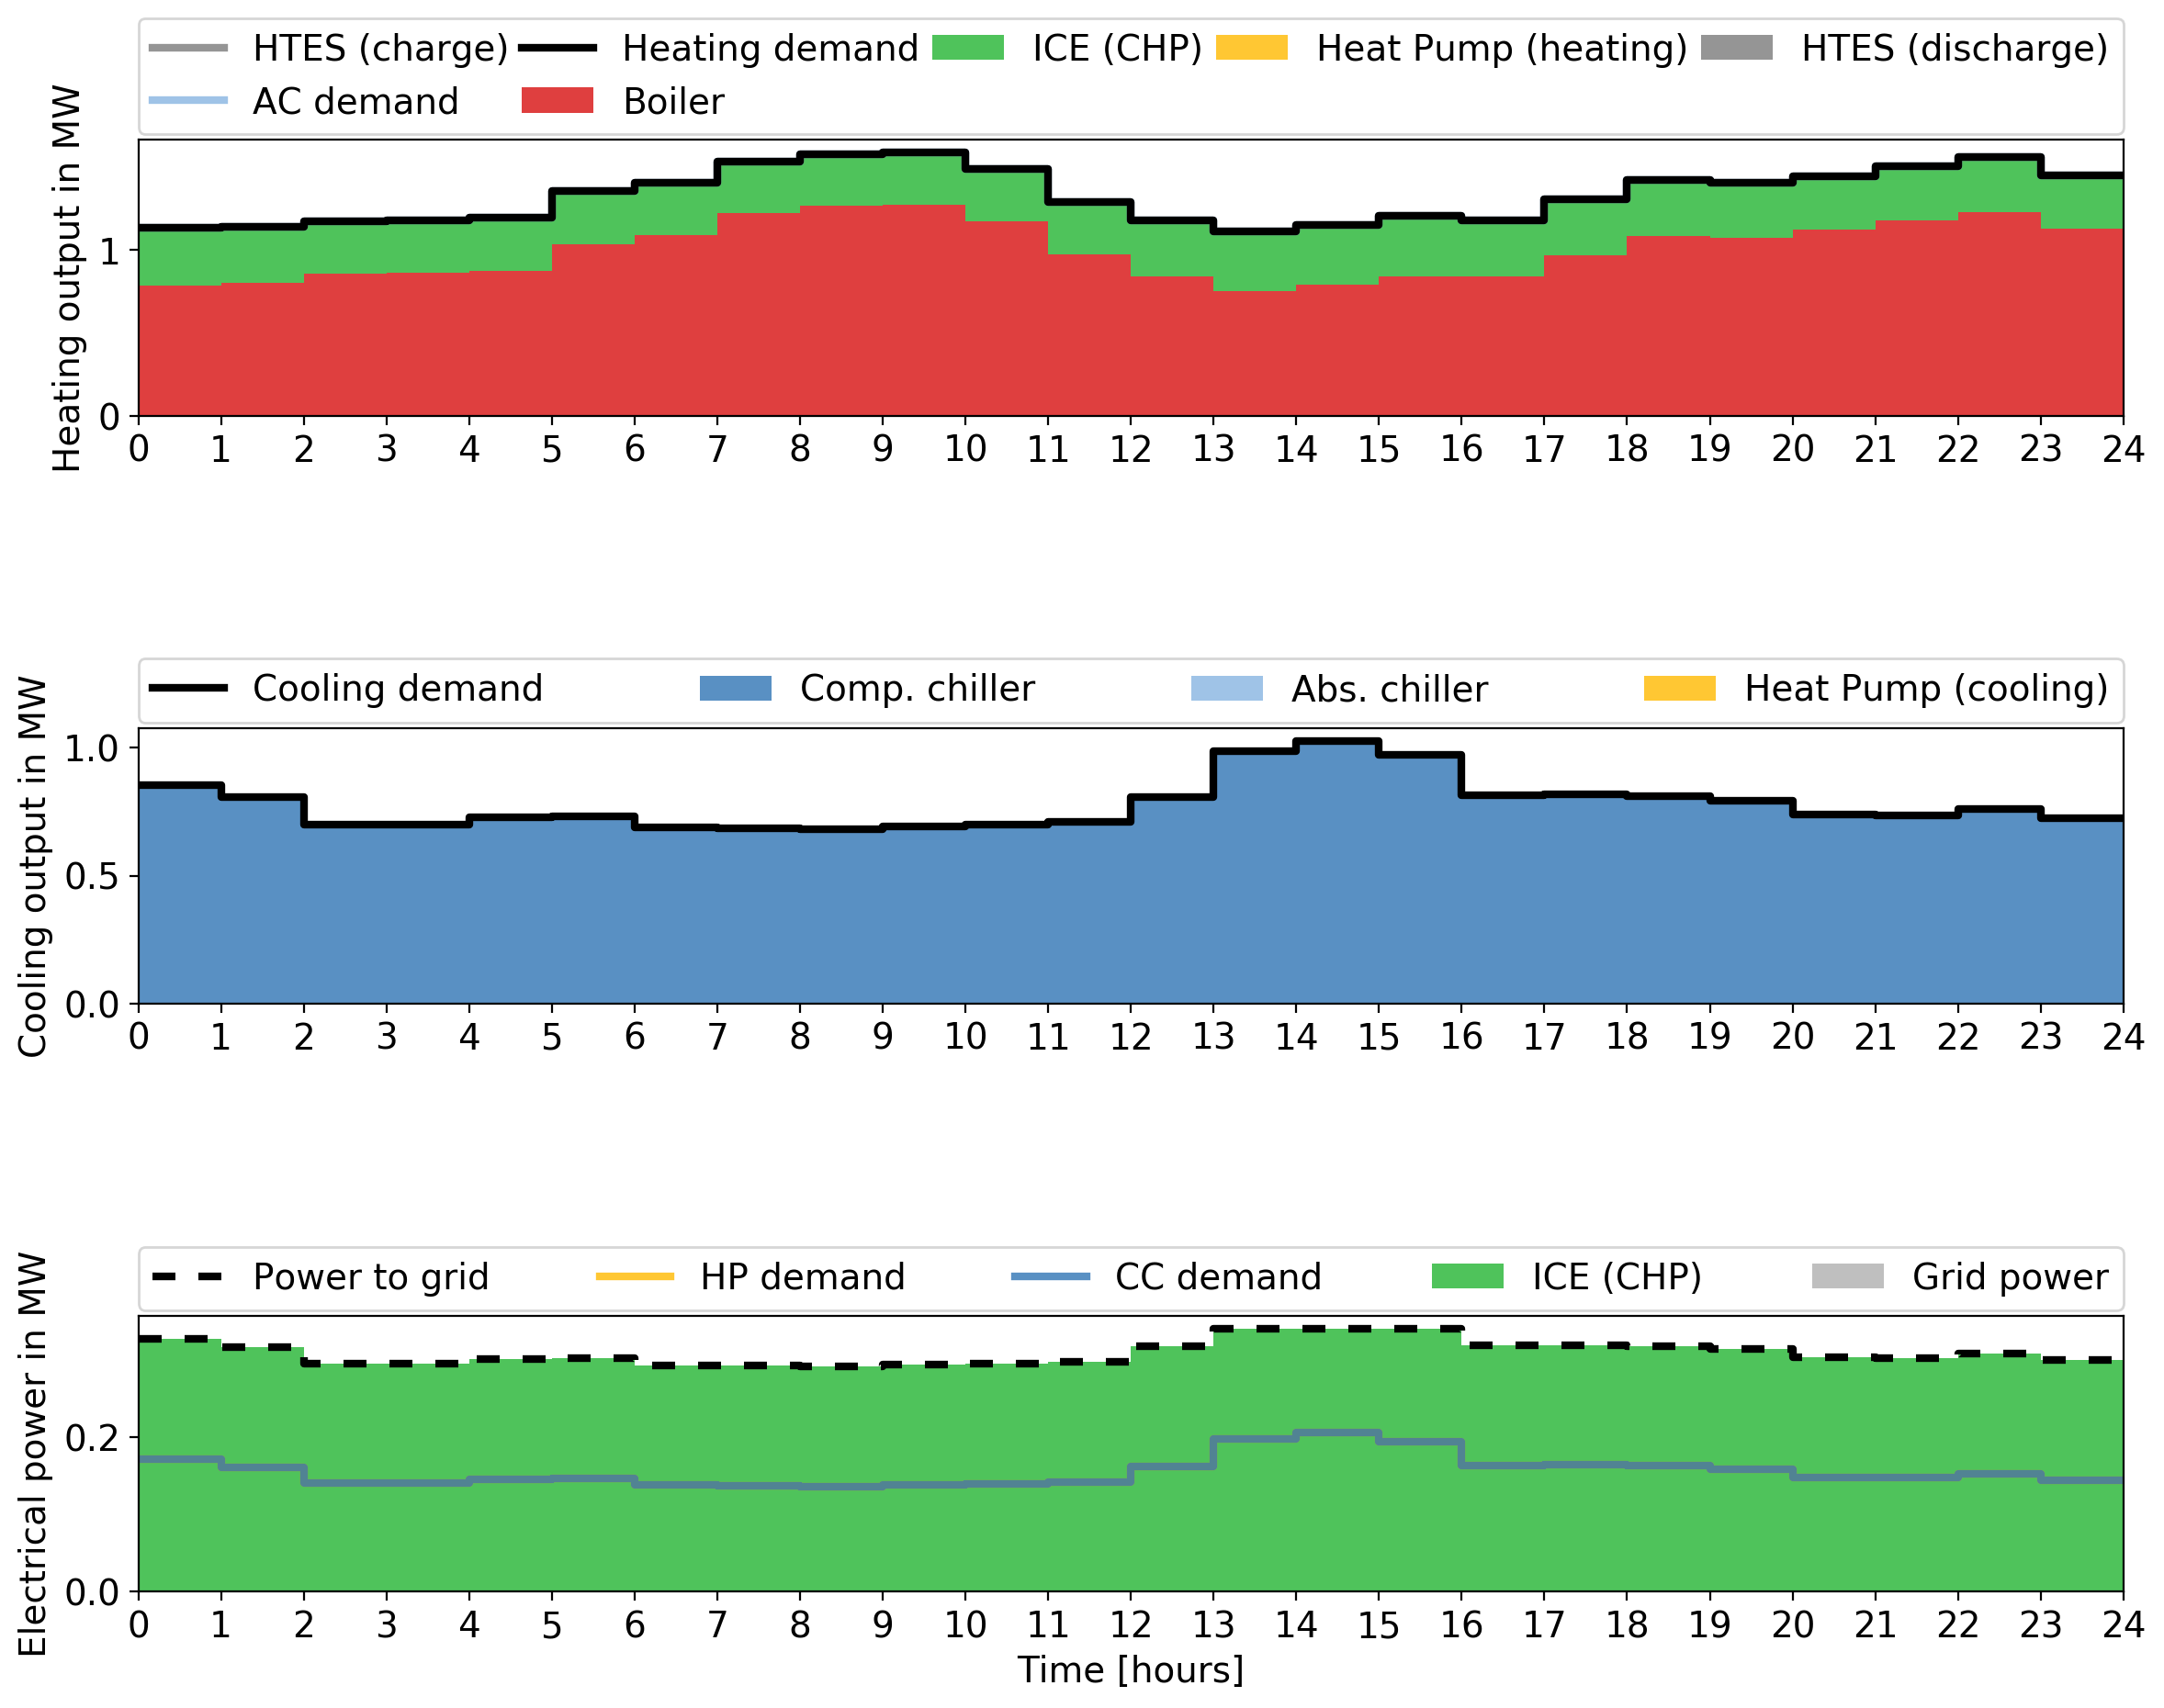 HTES (charge) Heating demand ICE (CHP) Heat Pump (heating) HTES (discharge)
AC demand Boiler
Heating output in MW
1
0
0 1 2 3 4 5 6 7 8 9 10 11 12 13 14 15 16 17 18 19 20 21 22 23 24
Cooling demand Comp. chiller Abs. chiller Heat Pump (cooling)
Cooling output in MW
1.0
0.5
0.0
0 1 2 3 4 5 6 7 8 9 10 11 12 13 14 15 16 17 18 19 20 21 22 23 24
Power to grid HP demand CC demand ICE (CHP) Grid power
Electrical power in MW
0.2
0.0
0 1 2 3 4 5 6 7 8 9 10 11 12 13 14 15 16 17 18 19 20 21 22 23 24
Time [hours]